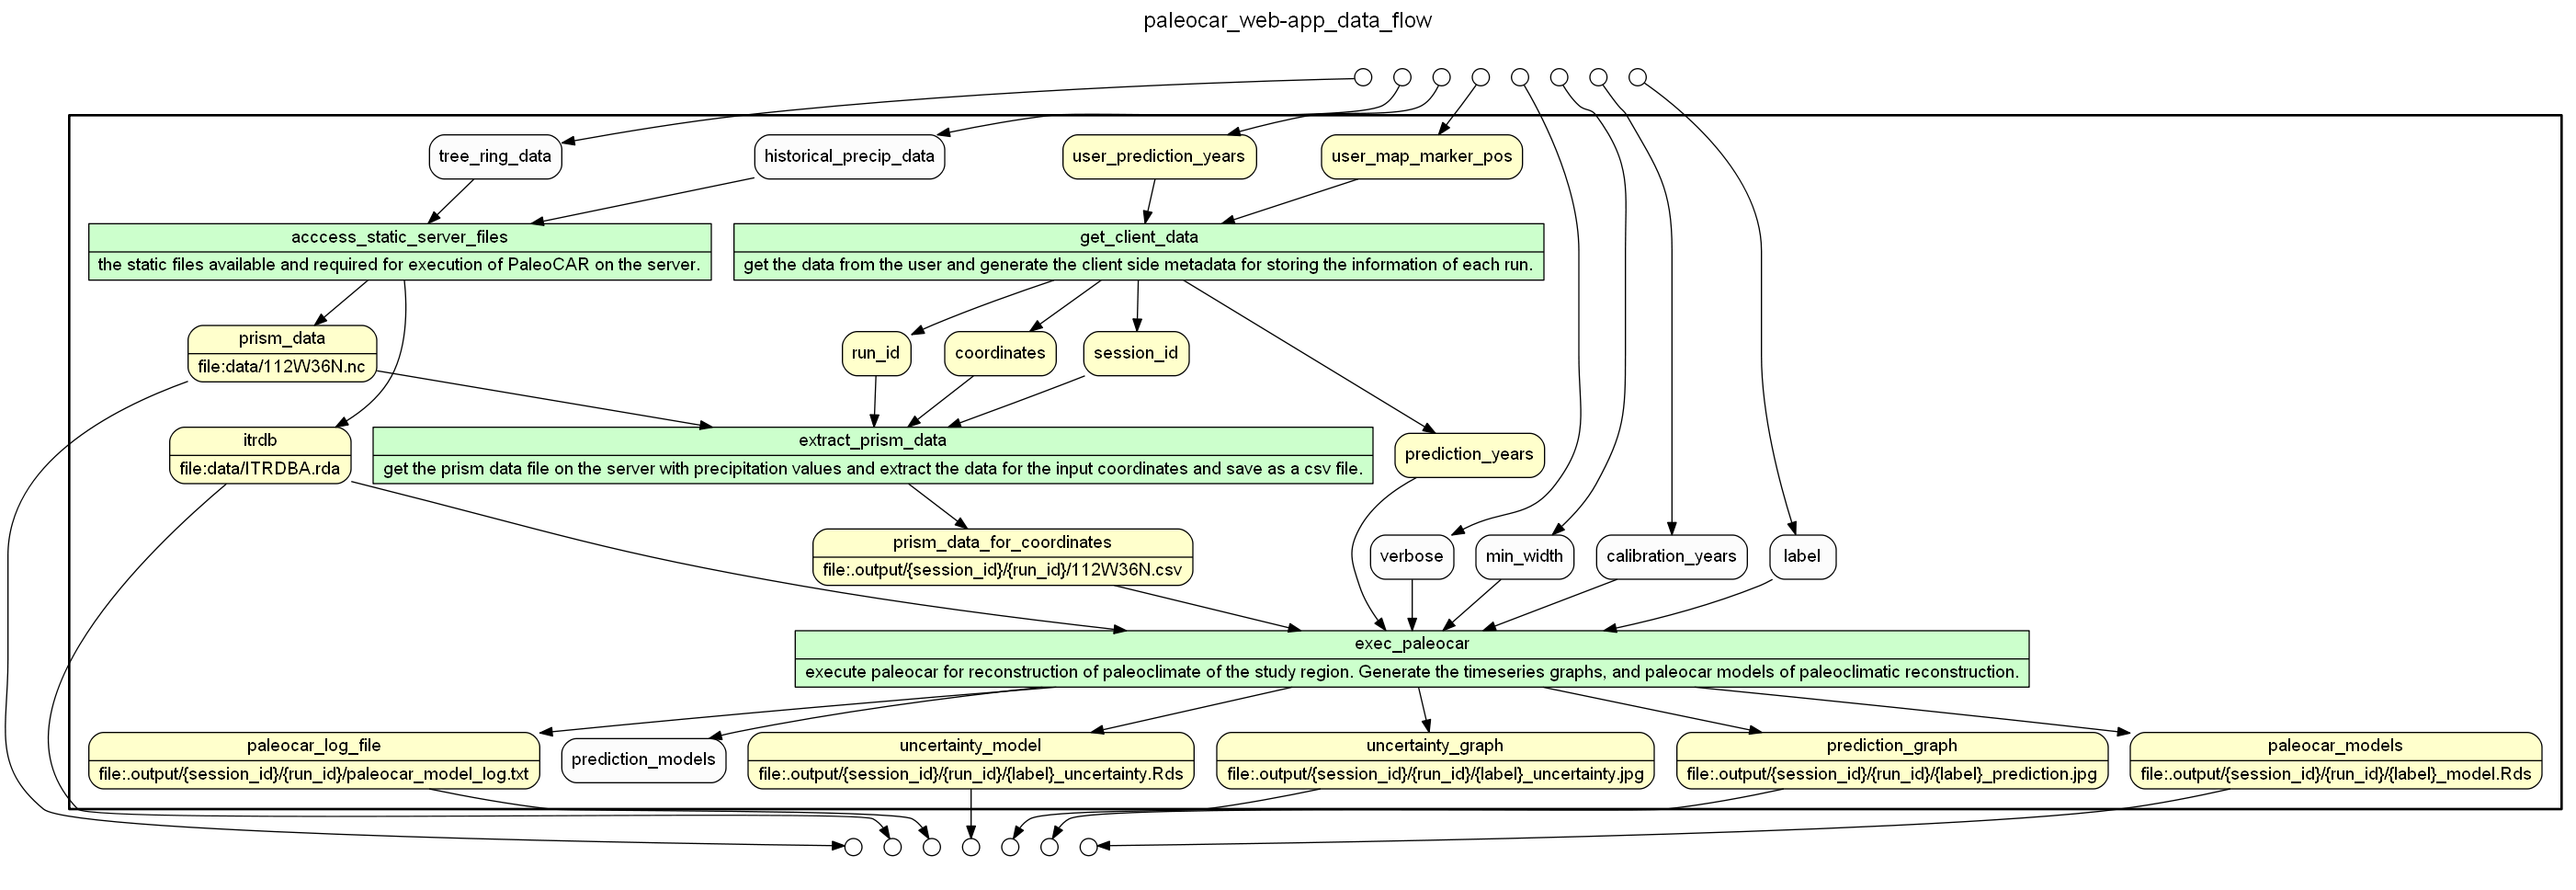 paleocar_web-app_data_flow
tree_ring_data
historical_precip_data
user_prediction_years
user_map_marker_pos
acccess_static_server_files
the static files available and required for execution of PaleoCAR on the server.
get_client_data
get the data from the user and generate the client side metadata for storing the information of each run.
prism_data
file:data/112W36N.nc
run_id
coordinates
session_id
itrdb
file:data/ITRDBA.rda
extract_prism_data
get the prism data file on the server with precipitation values and extract the data for the input coordinates and save as a csv file.
prediction_years
prism_data_for_coordinates
file:.output/{session_id}/{run_id}/112W36N.csv
verbose
min_width
calibration_years
label
exec_paleocar
execute paleocar for reconstruction of paleoclimate of the study region. Generate the timeseries graphs, and paleocar models of paleoclimatic reconstruction.
paleocar_log_file
file:.output/{session_id}/{run_id}/paleocar_model_log.txt
prediction_models
uncertainty_model
file:.output/{session_id}/{run_id}/{label}_uncertainty.Rds
uncertainty_graph
file:.output/{session_id}/{run_id}/{label}_uncertainty.jpg
prediction_graph
file:.output/{session_id}/{run_id}/{label}_prediction.jpg
paleocar_models
file:.output/{session_id}/{run_id}/{label}_model.Rds